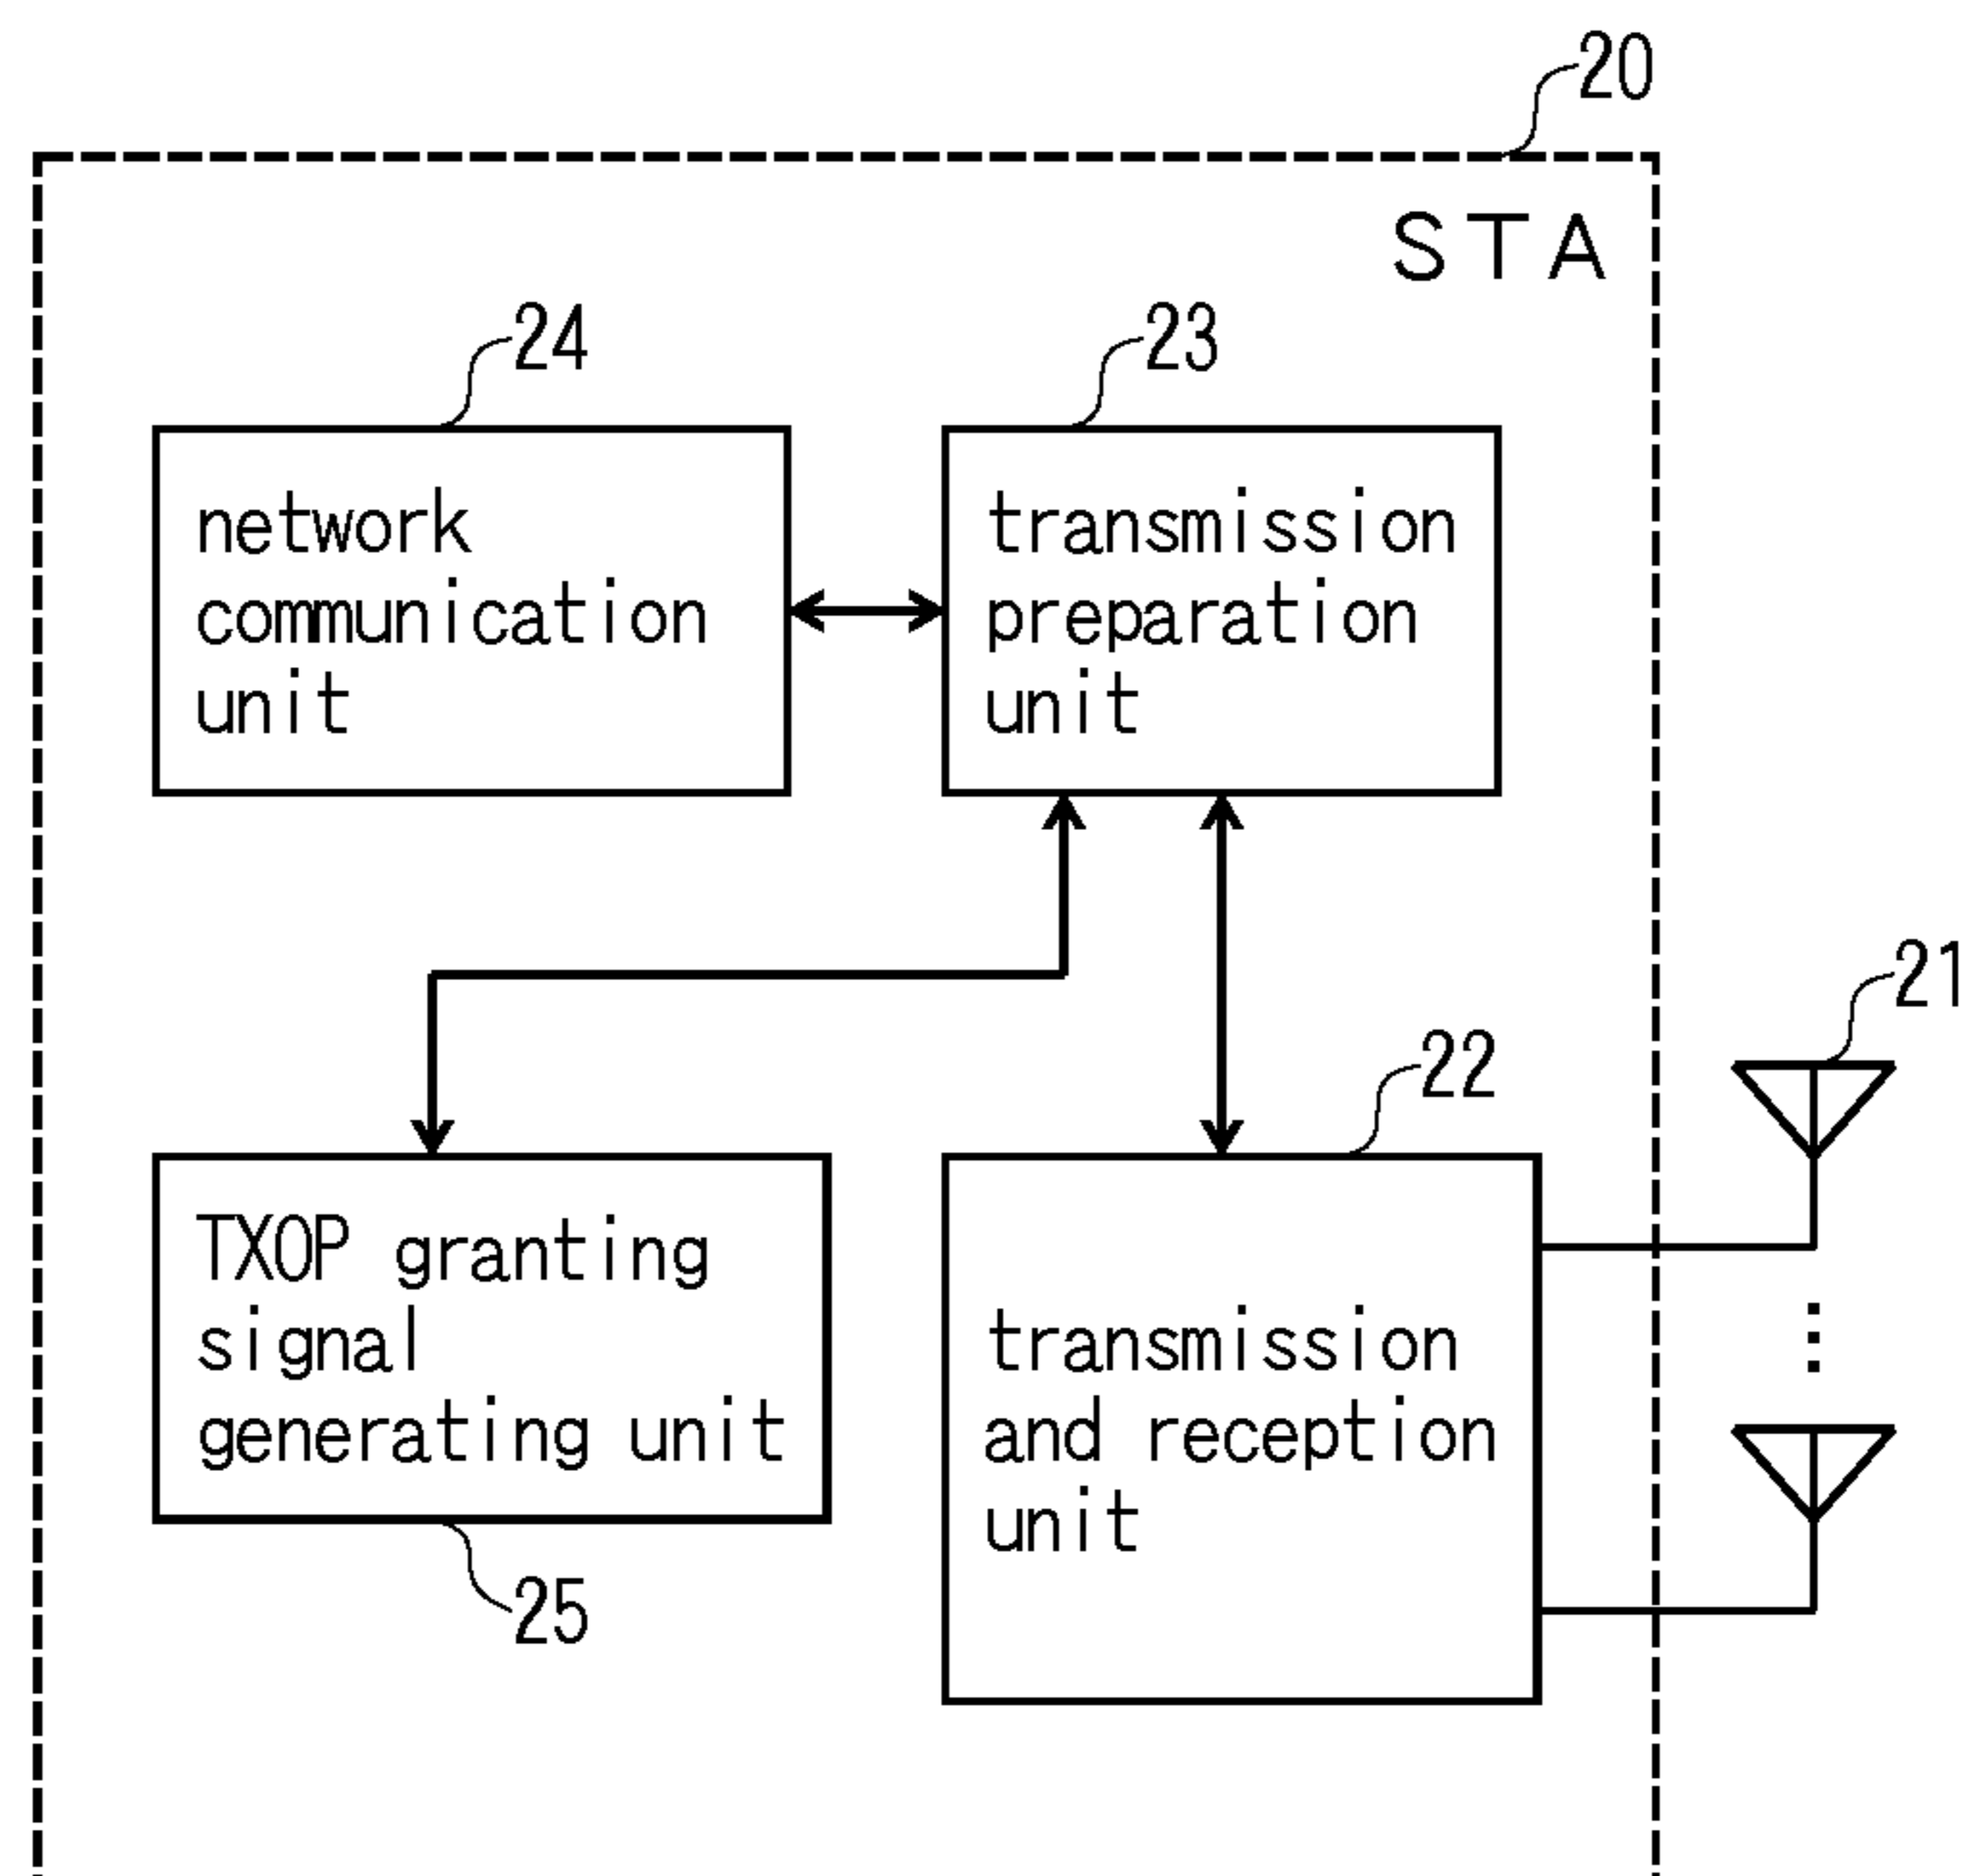 20
STA
24
23
network
communication
unit
transmission
preparation
unit
21
22
TXOP granting
signal
generating unit
transmission
and reception
unit
25